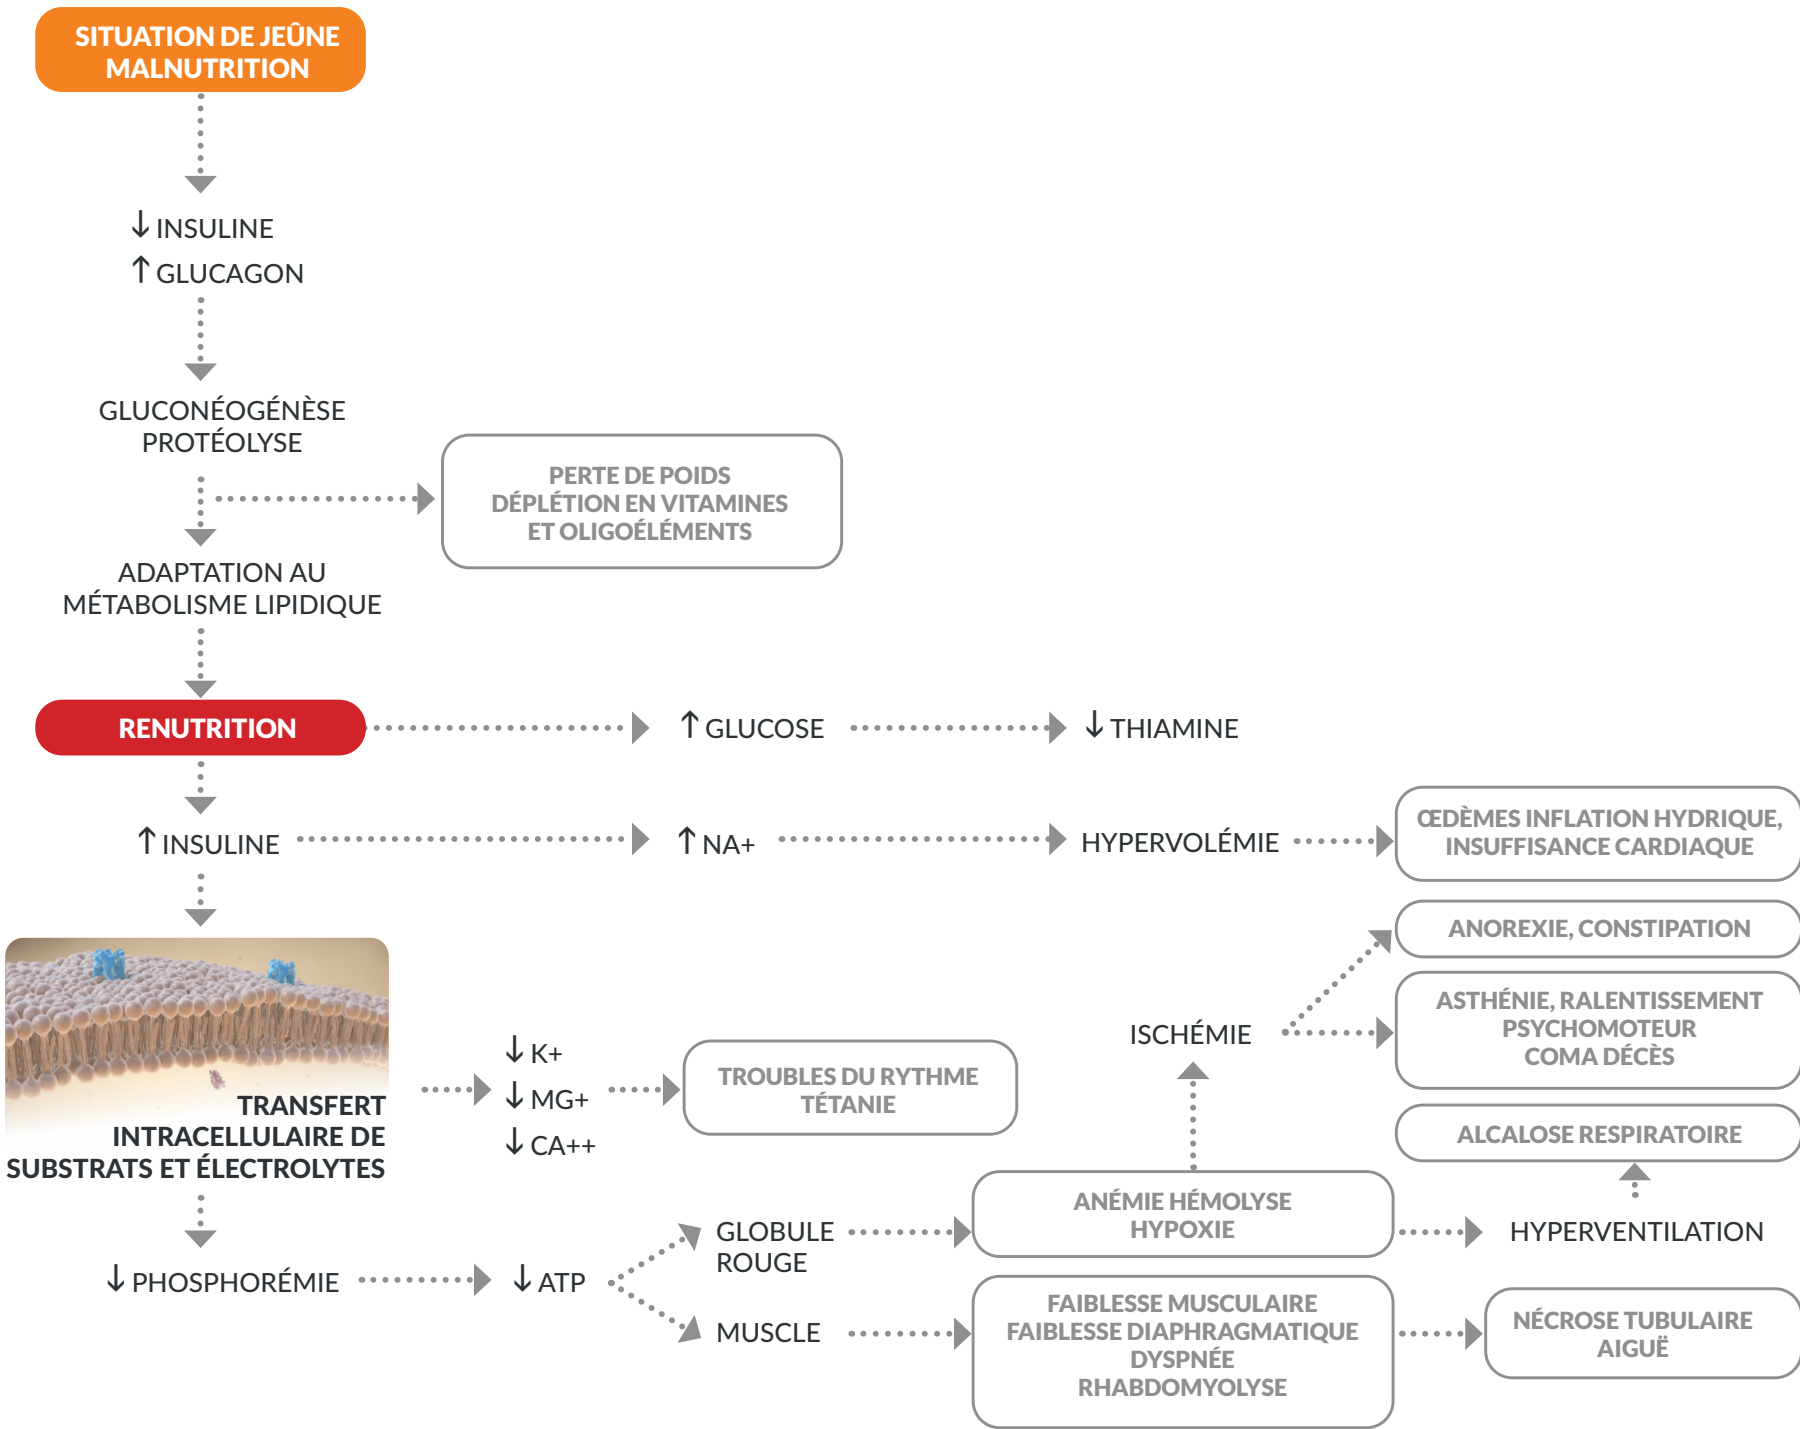 SITUATION DE JEÛNE
MALNUTRITION
↓ INSULINE
↑ GLUCAGON
GLUCONÉOGÉNÈSE
PROTÉOLYSE
PERTE DE POIDS
DÉPLÉTION EN VITAMINES
ET OLIGOÉLÉMENTS
ADAPTATION AU
MÉTABOLISME LIPIDIQUE
RENUTRITION
↑ GLUCOSE
↓ THIAMINE
↑ INSULINE
↑ NA+
HYPERVOLÉMIE
ŒDÈMES INFLATION HYDRIQUE,
INSUFFISANCE CARDIAQUE
ANOREXIE, CONSTIPATION
ISCHÉMIE
ASTHÉNIE, RALENTISSEMENT
PSYCHOMOTEUR
COMA DÉCÈS
TRANSFERT
INTRACELLULAIRE DE
SUBSTRATS ET ÉLECTROLYTES
↓ K+
↓ MG+
↓ CA++
TROUBLES DU RYTHME
TÉTANIE
ALCALOSE RESPIRATOIRE
↓ PHOSPHORÉMIE
↓ ATP
GLOBULE
ROUGE
ANÉMIE HÉMOLYSE
HYPOXIE
HYPERVENTILATION
MUSCLE
FAIBLESSE MUSCULAIRE
FAIBLESSE DIAPHRAGMATIQUE
DYSPNÉE
RHABDOMYOLYSE
NÉCROSE TUBULAIRE
AIGUË